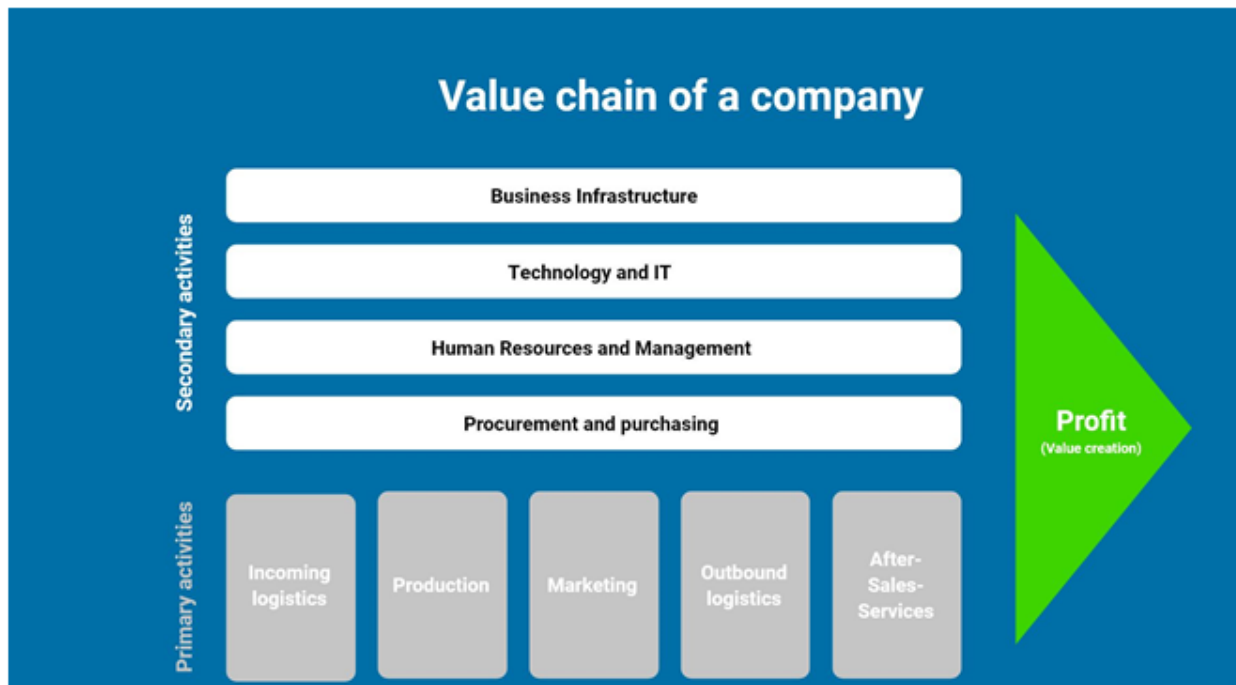 Value chain of a company
Secondary activities
Business Infrastructure
Technology and IT
Human Resources and Management
Procurement and purchasing
Primary activities
Incoming
logistics
Production
Marketing
Outbound
logistics
After-
Sales-
Services
Profit
(Value creation)